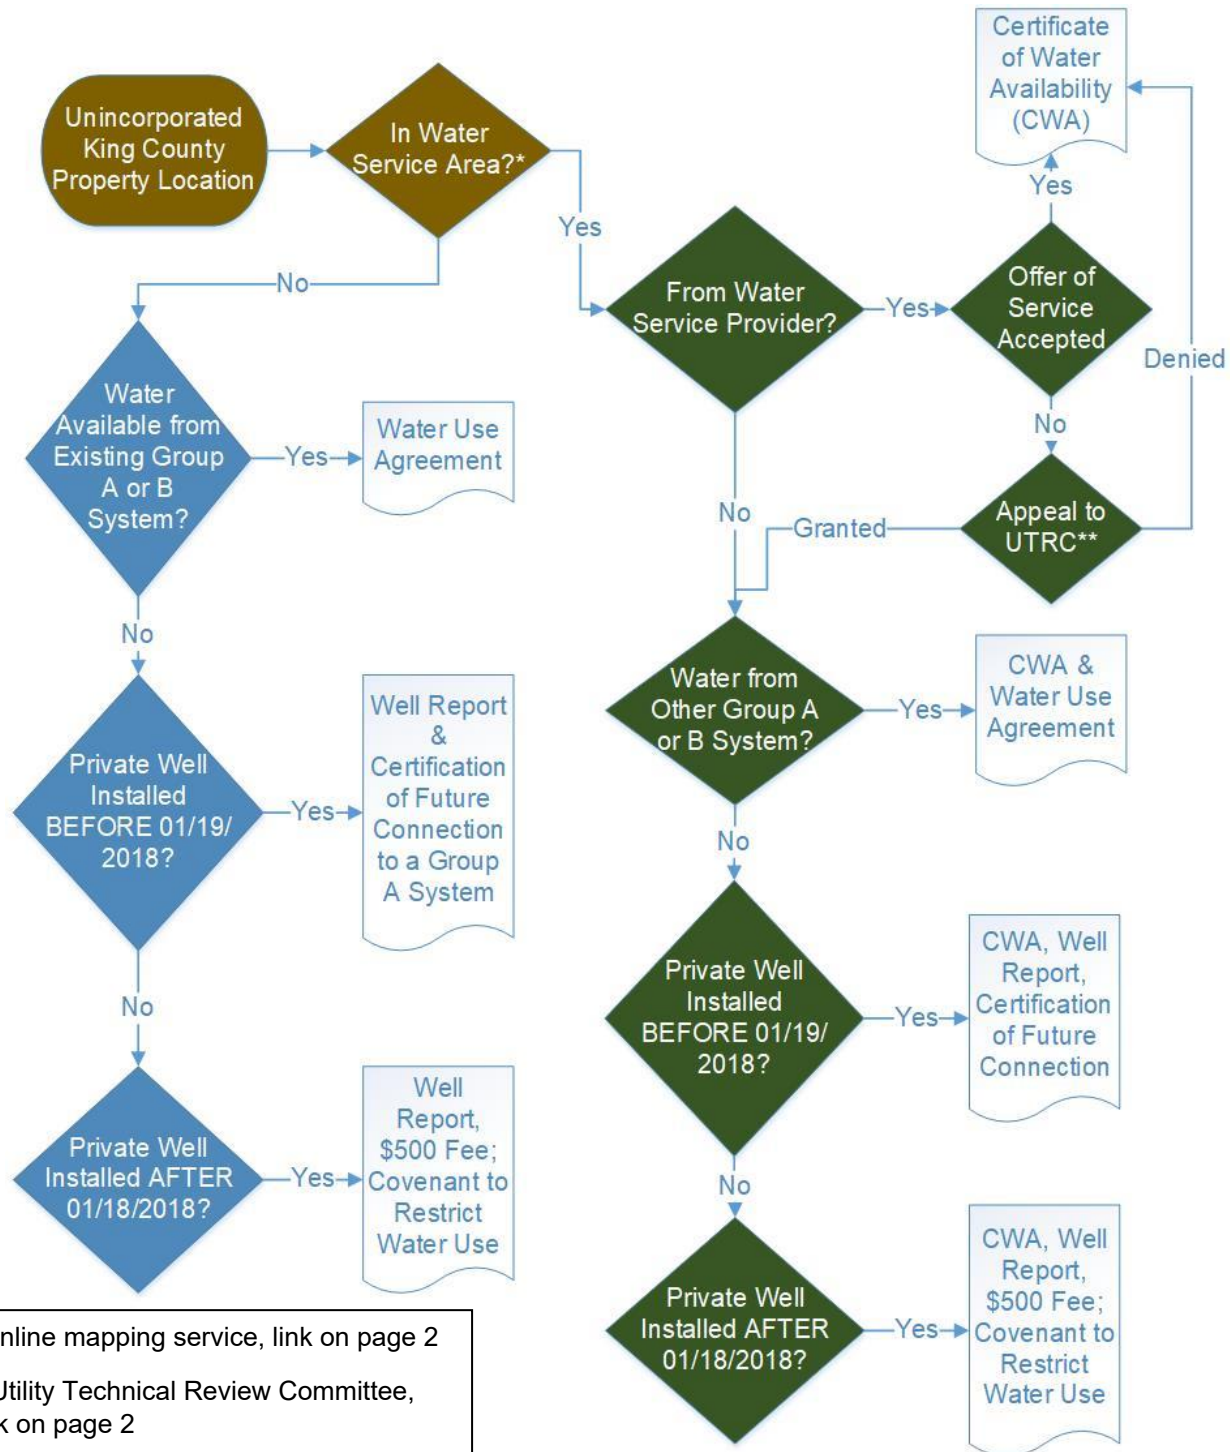 Unincorporated
King County
Property Location
In Water
Service Area?*
Yes
No
Certificate
of Water
Availability
(CWA)
Yes
From Water
Service Provider?
Yes
Offer of
Service
Accepted
Denied
No
No
Granted
Appeal to
UTRC**
Water
Available from
Existing Group
A or B
System?
Yes
Water Use
Agreement
No
Water from
Other Group A
or B System?
Yes
CWA &
Water Use
Agreement
No
Private Well
Installed
BEFORE 01/19/
2018?
Yes
Well Report
&
Certification
of Future
Connection
to a Group
A System
No
Private Well
Installed
BEFORE 01/19/
2018?
Yes
CWA, Well
Report,
Certification
of Future
Connection
No
Private Well
Installed AFTER
01/18/2018?
Yes
Well
Report,
$500 Fee;
Covenant to
Restrict
Water Use
Private Well
Installed AFTER
01/18/2018?
Yes
CWA, Well
Report,
$500 Fee;
Covenant to
Restrict
Water Use
nline mapping service, link on page 2
Utility Technical Review Committee,
k on page 2